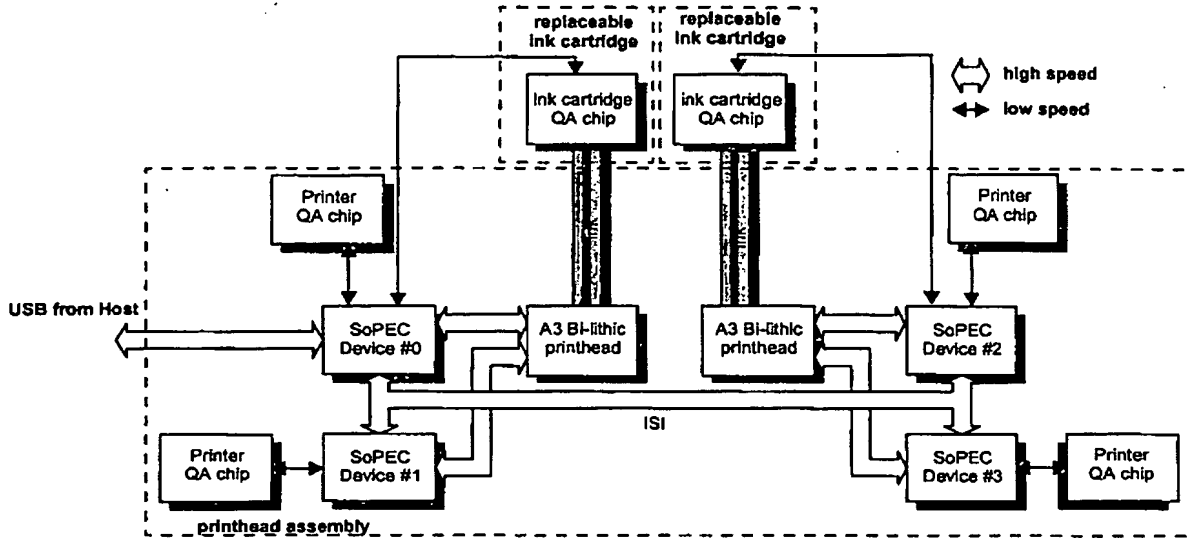 replaceable
ink cartridge
replaceable
ink cartridge
Ink cartridge
QA chip
ink cartridge
QA chip
high speed
low speed
Printer
QA chip
Printer
QA chip
USB from Host
SoPEC
Device #0
A3 Bi-lithic
printhead
A3 Bi-lithic
printhead
SoPEC
Device #2
ISI
Printer
QA chip
SoPEC
Device #1
SoPEC
Device #3
Printer
QA chip
printhead assembly